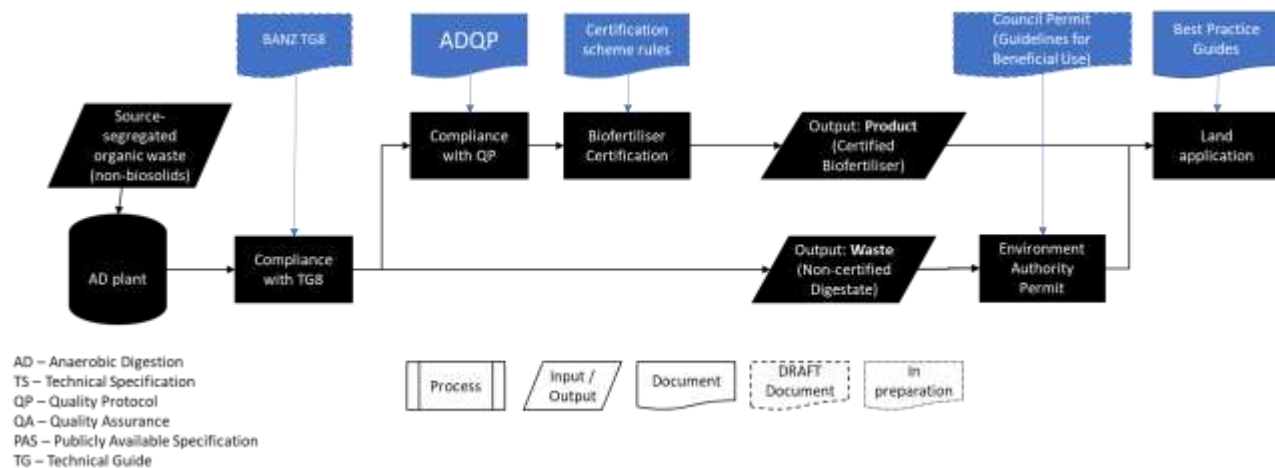 BANZ TG8
ADQP
Certification
scheme rules
Council Permit
(Guidelines for
Beneficial Use)
Best Practice
Guides
Source-
segregated
organic waste
(non-biosolids)
Compliance
with QP
Biofertiliser
Certification
Output: Product
(Certified
Biofertiliser)
Land
application
AD plant
Compliance
with TG8
Output: Waste
(Non-certified
Digestate)
Environment
Authority
Permit
AD – Anaerobic Digestion
TS – Technical Specification
QP – Quality Protocol
QA – Quality Assurance
PAS – Publicly Available Specification
TG – Technical Guide
Process
Input /
Output
Document
DRAFT
Document
In
preparation